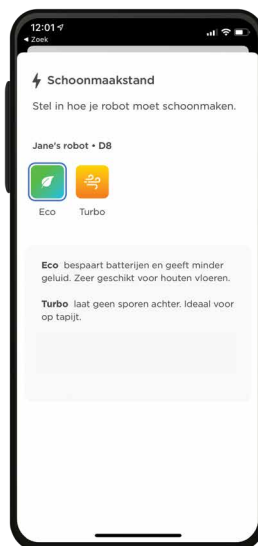 12:01
◀ Zoek
Schoonmaakstand
Stel in hoe je robot moet schoonmaken.
Jane's robot • D8
Eco Turbo
Eco bespaart batterijen en geeft minder
geluid. Zeer geschikt voor houten vloeren.
Turbo laat geen sporen achter. Ideaal voor
op tapijt.